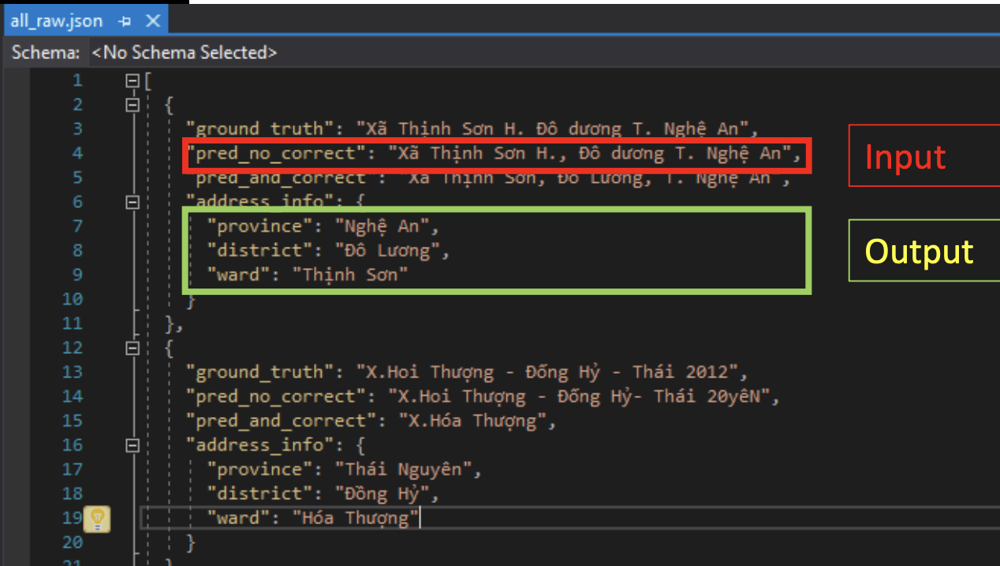 all_raw.json
Schema: <No Schema Selected>
1 [
2 {
3 "ground_truth": "Xã Thịnh Sơn H. Đô dương T. Nghệ An",
4 "pred_no_correct": "Xã Thịnh Sơn H., Đô dương T. Nghệ An",
Input
5 "pred_and_correct": "Xã Thịnh Sơn, Đô Lương, T. Nghệ An",
6 "address_info": {
7 "province": "Nghệ An",
8 "district": "Đô Lương",
Output
9 "ward": "Thịnh Sơn"
10 }
11 },
12 {
13 "ground_truth": "X.Hoi Thượng - Đống Hỷ - Thái 2012",
14 "pred_no_correct": "X.Hoi Thượng - Đống Hỷ- Thái 20yêN",
15 "pred_and_correct": "X.Hóa Thượng",
16 "address_info": {
17 "province": "Thái Nguyên",
18 "district": "Đồng Hỷ",
19 "ward": "Hóa Thượng"
20 }
21 }